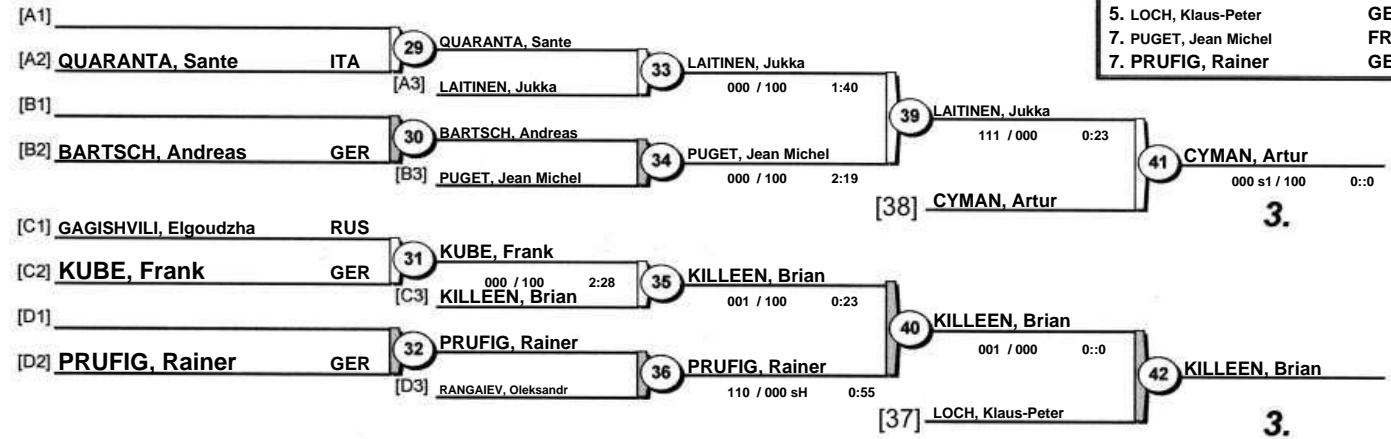 5. LOCH, Klaus-Peter GE
7. PUGET, Jean Michel FR
7. PRUFIG, Rainer GE
[A1]
[A2] QUARANTA, Sante ITA
29
QUARANTA, Sante
[A3] LAITINEN, Jukka
33
LAITINEN, Jukka
000 / 100 1:40
[B1]
[B2] BARTSCH, Andreas GER
30
BARTSCH, Andreas
[B3] PUGET, Jean Michel
34
PUGET, Jean Michel
000 / 100 2:19
39
LAITINEN, Jukka
111 / 000 0:23
[38] CYMAN, Artur
41
CYMAN, Artur
000 s1 / 100 0::0
3.
[C1] GAGISHVILI, Elgoudzha RUS
[C2] KUBE, Frank GER
31
KUBE, Frank
000 / 100 2:28
[C3] KILLEEN, Brian
35
KILLEEN, Brian
001 / 100 0:23
[D1]
[D2] PRUFIG, Rainer GER
32
PRUFIG, Rainer
[D3] RANGAIEV, Oleksandr
36
PRUFIG, Rainer
110 / 000 sH 0:55
40
KILLEEN, Brian
001 / 000 0::0
[37] LOCH, Klaus-Peter
42
KILLEEN, Brian
3.